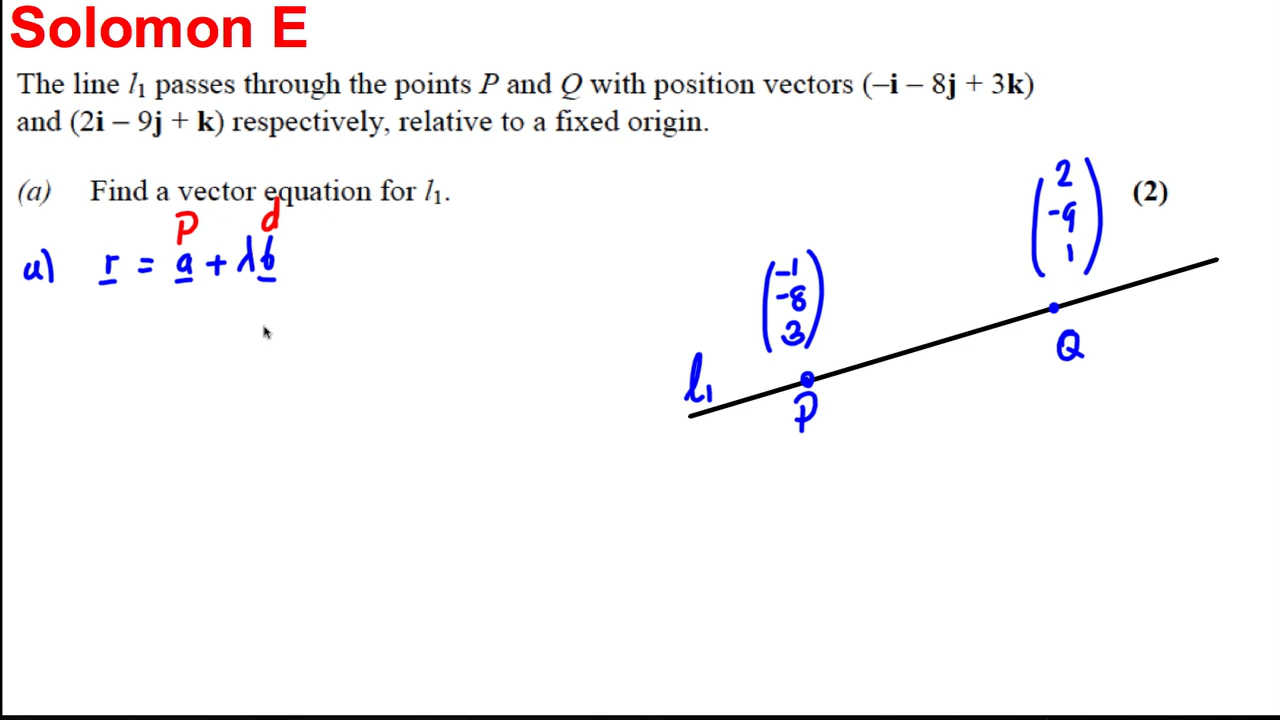 Solomon E
The line l₁ passes through the points P and Q with position vectors (–i – 8j + 3k)
and (2i – 9j + k) respectively, relative to a fixed origin.
(a) Find a vector equation for l₁.
(2)
p d
a) r = a + λb
(2
-9
1)
(-1
-8
3)
l₁
P
Q